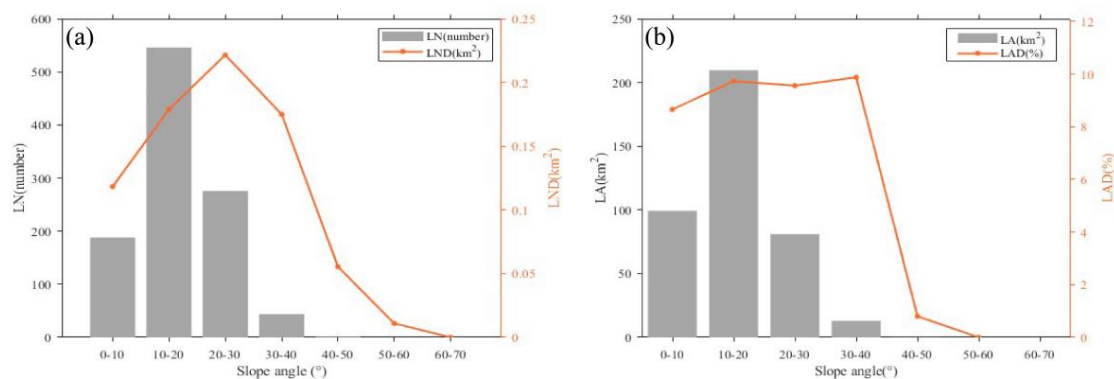 (a)
LN(number)
LND(km²)
600
500
400
300
200
100
0
LN(number)
0.25
0.2
0.15
0.1
0.05
0
LND(km²)
0-10 10-20 20-30 30-40 40-50 50-60 60-70
Slope angle (°)
(b)
LA(km²)
LAD(%)
250
200
150
100
50
0
LA(km²)
12
10
8
6
4
2
0
LAD(%)
0-10 10-20 20-30 30-40 40-50 50-60 60-70
Slope angle(°)